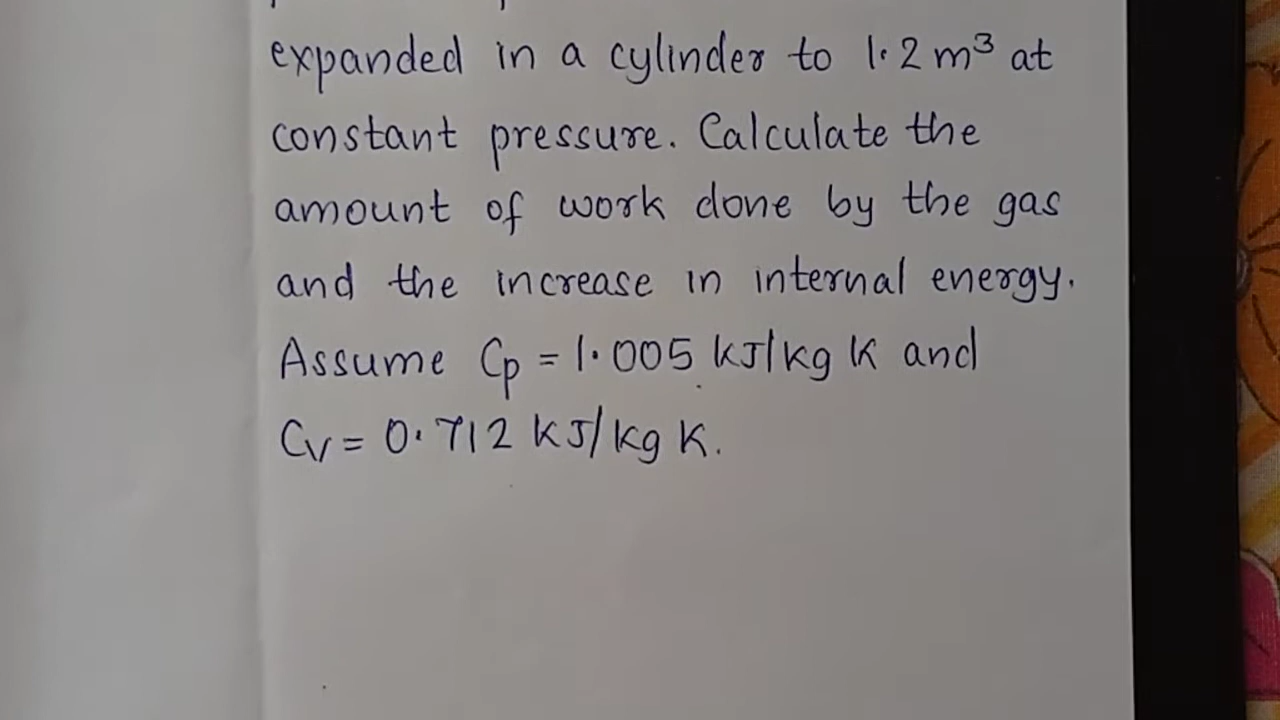 expanded in a cylinder to 1.2 m³ at
constant pressure. Calculate the
amount of work done by the gas
and the increase in internal energy.
Assume Cp = 1.005 kJ/kg K and
Cv = 0.712 kJ/kg K.